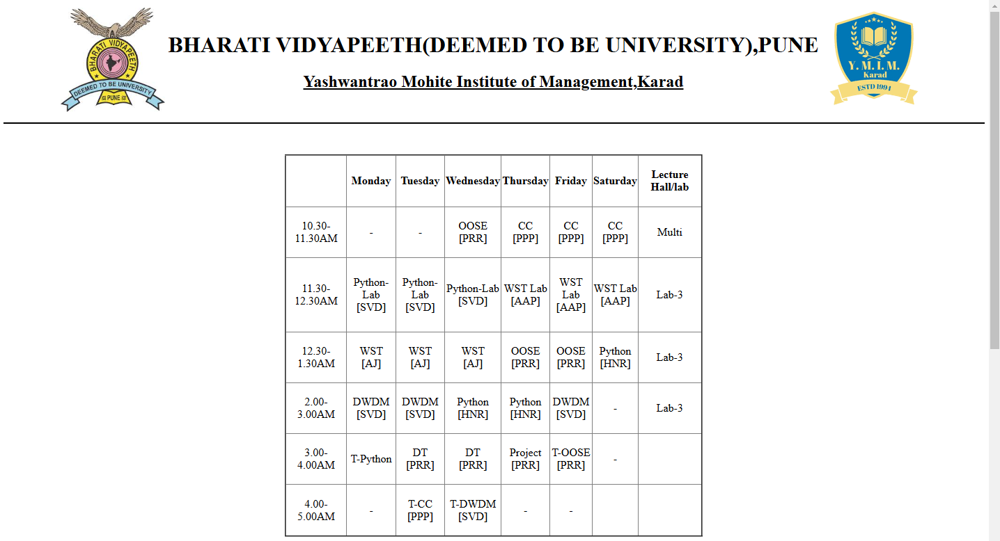 BHARATI VIDYAPEETH
DEEMED TO BE UNIVERSITY
PUNE
BHARATI VIDYAPEETH(DEEMED TO BE UNIVERSITY),PUNE
Yashwantrao Mohite Institute of Management,Karad
Y. M. I. M.
Karad
ESTD 1994
Monday Tuesday Wednesday Thursday Friday Saturday Lecture
Hall/lab
10.30- - - OOSE CC CC CC Multi
11.30AM [PRR] [PPP] [PPP] [PPP]
Python- Python- WST
11.30- Lab Lab Python-Lab WST Lab Lab WST Lab Lab-3
12.30AM [SVD] [SVD] [SVD] [AAP] [AAP] [AAP]
12.30- WST WST WST OOSE OOSE Python Lab-3
1.30AM [AJ] [AJ] [AJ] [PRR] [PRR] [HNR]
2.00- DWDM DWDM Python Python DWDM - Lab-3
3.00AM [SVD] [SVD] [HNR] [HNR] [SVD]
3.00- T-Python DT DT Project T-OOSE -
4.00AM [PRR] [PRR] [PRR] [PRR]
4.00- - T-CC T-DWDM - -
5.00AM [PPP] [SVD]